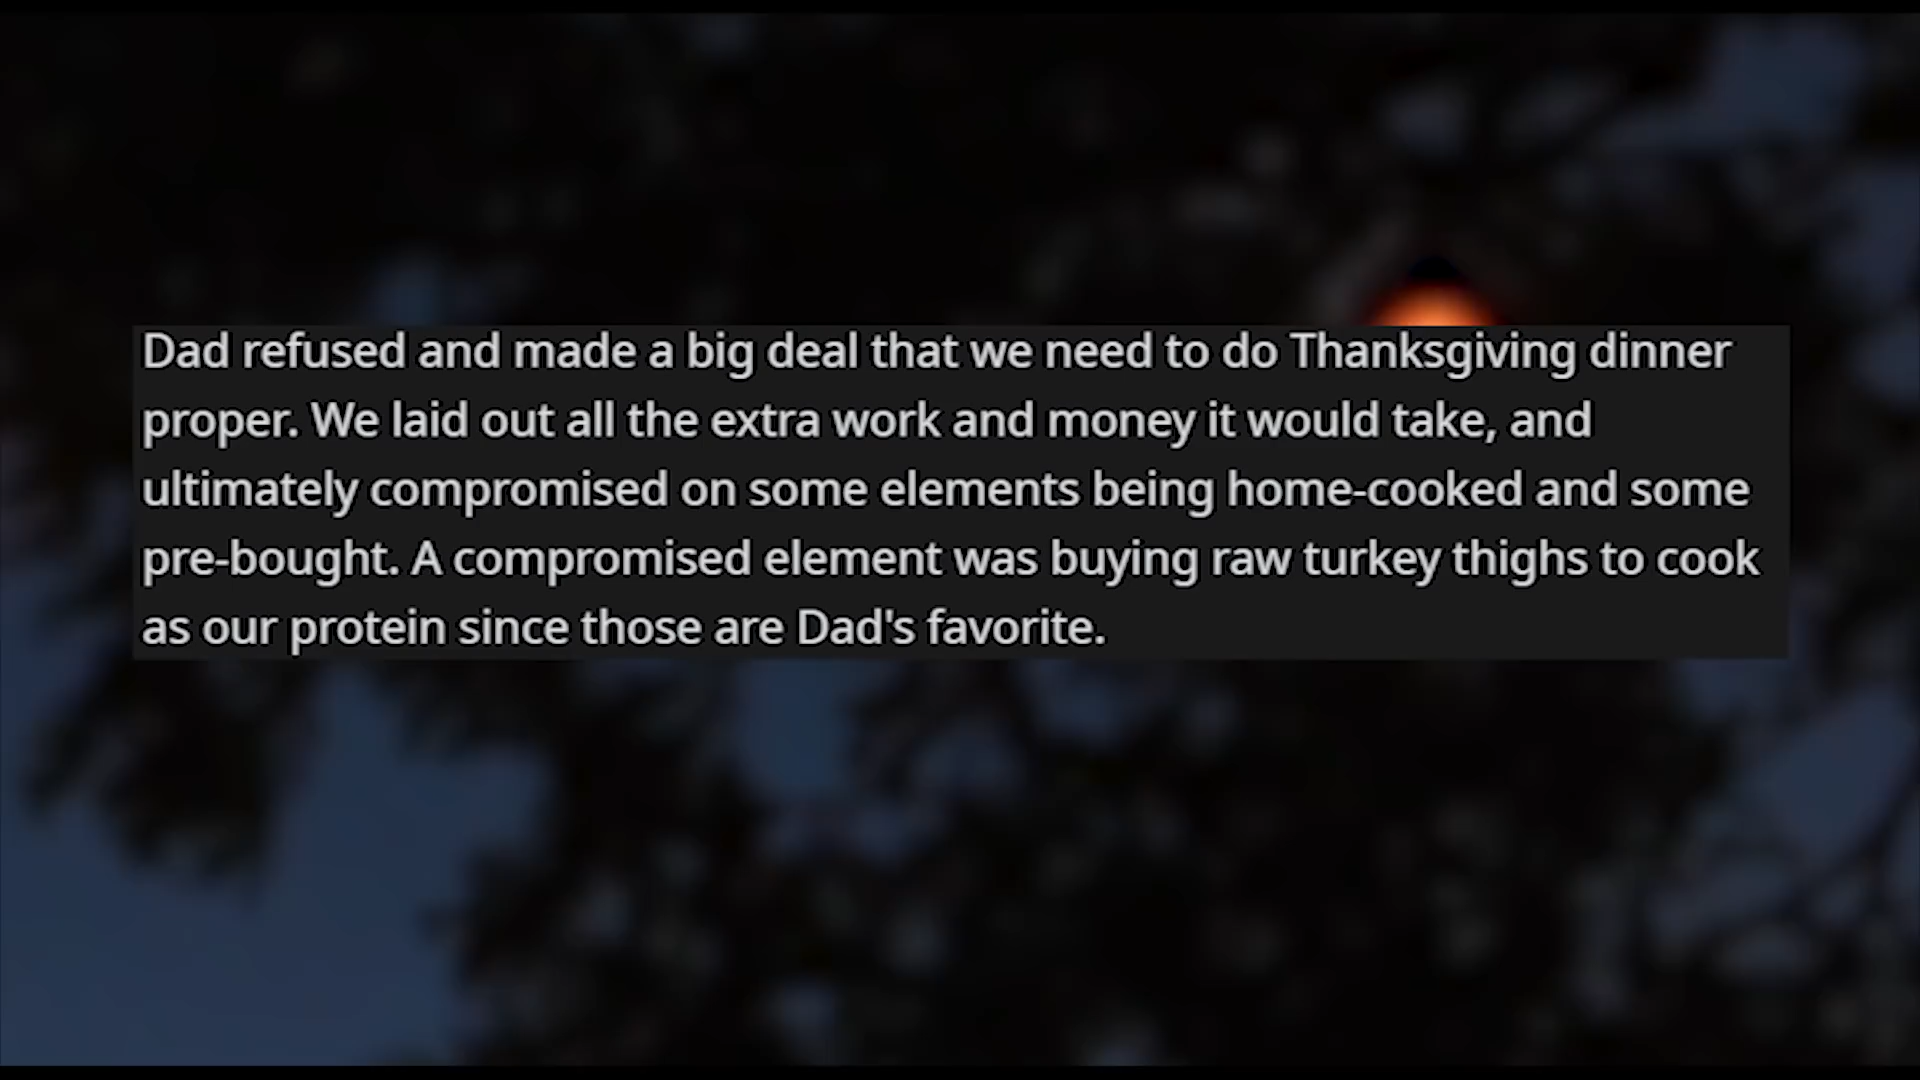 Dad refused and made a big deal that we need to do Thanksgiving dinner
proper. We laid out all the extra work and money it would take, and
ultimately compromised on some elements being home-cooked and some
pre-bought. A compromised element was buying raw turkey thighs to cook
as our protein since those are Dad's favorite.